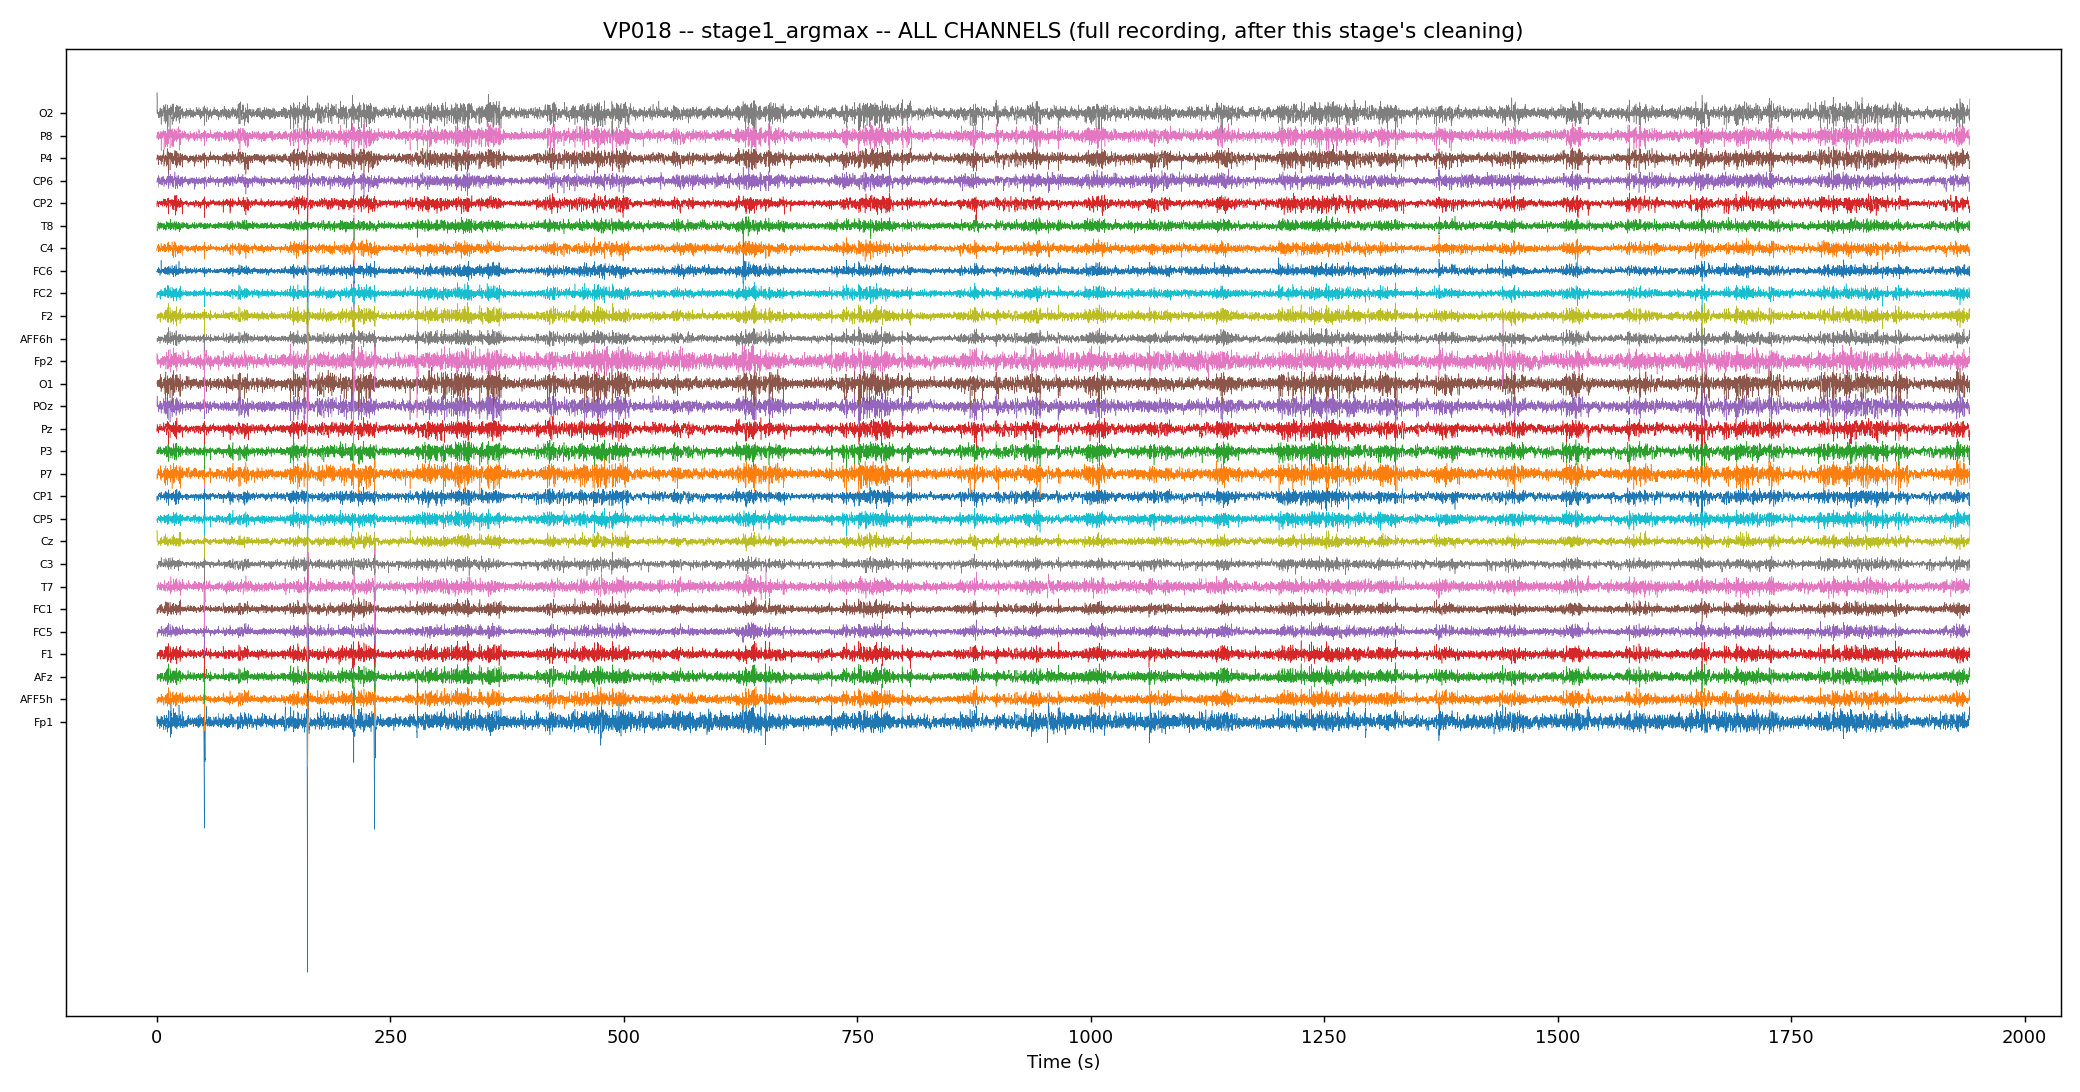 VP018 -- stage1_argmax -- ALL CHANNELS (full recording, after this stage's cleaning)
O2
P8
P4
CP6
CP2
T8
C4
FC6
FC2
F2
AFF6h
Fp2
O1
POz
Pz
P3
P7
CP1
CP5
Cz
C3
T7
FC1
FC5
F1
AFz
AFF5h
Fp1
0 250 500 750 1000 1250 1500 1750 2000
Time (s)